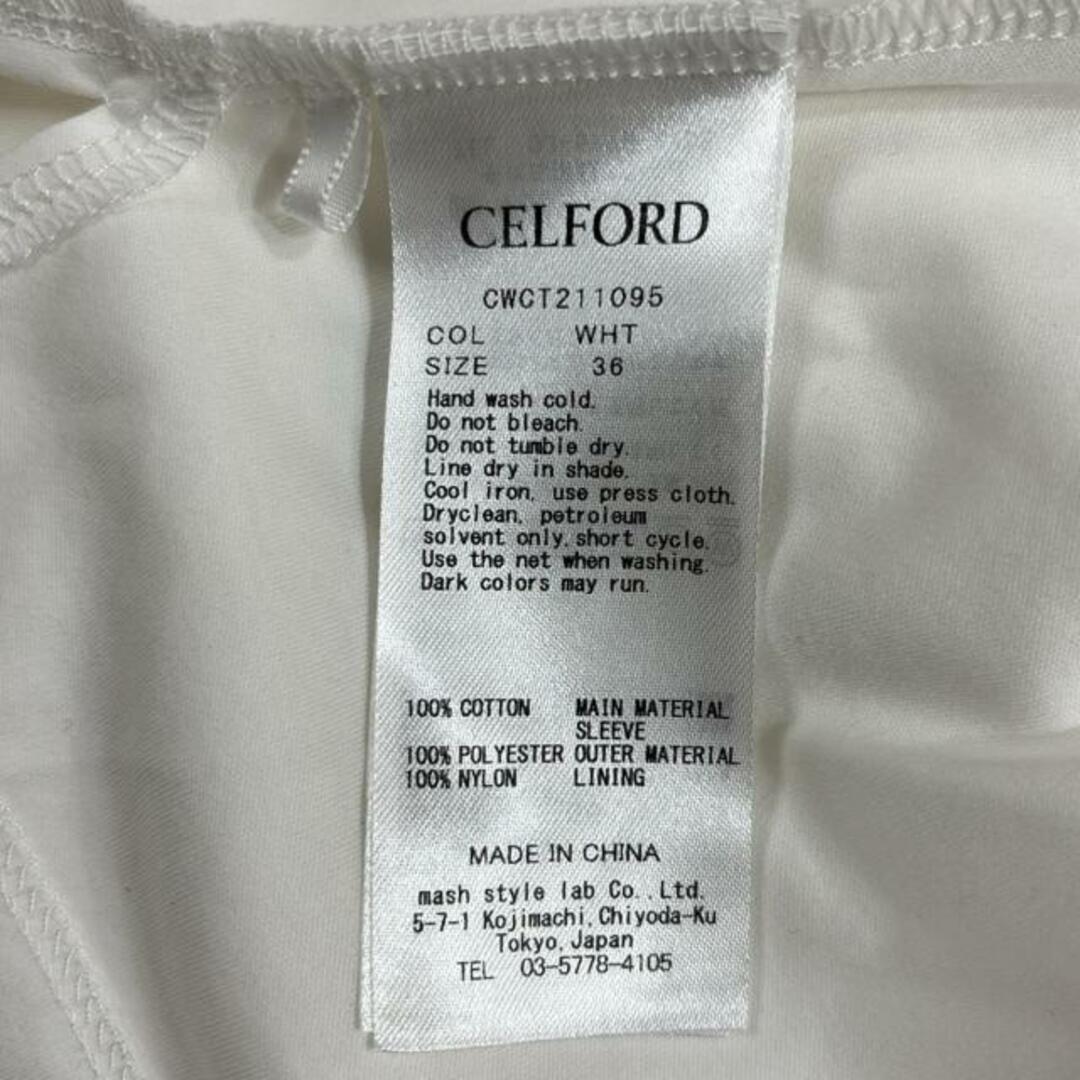 CELFORD
CWCT211095
COL WHT
SIZE 36
Hand wash cold.
Do not bleach.
Do not tumble dry.
Line dry in shade.
Cool iron, use press cloth.
Dryclean, petroleum
solvent only, short cycle.
Use the net when washing.
Dark colors may run.
100% COTTON MAIN MATERIAL
SLEEVE
100% POLYESTER OUTER MATERIAL
100% NYLON LINING
MADE IN CHINA
mash style lab Co., Ltd.
5-7-1 Kojimachi, Chiyoda-Ku
Tokyo, Japan
TEL 03-5778-4105